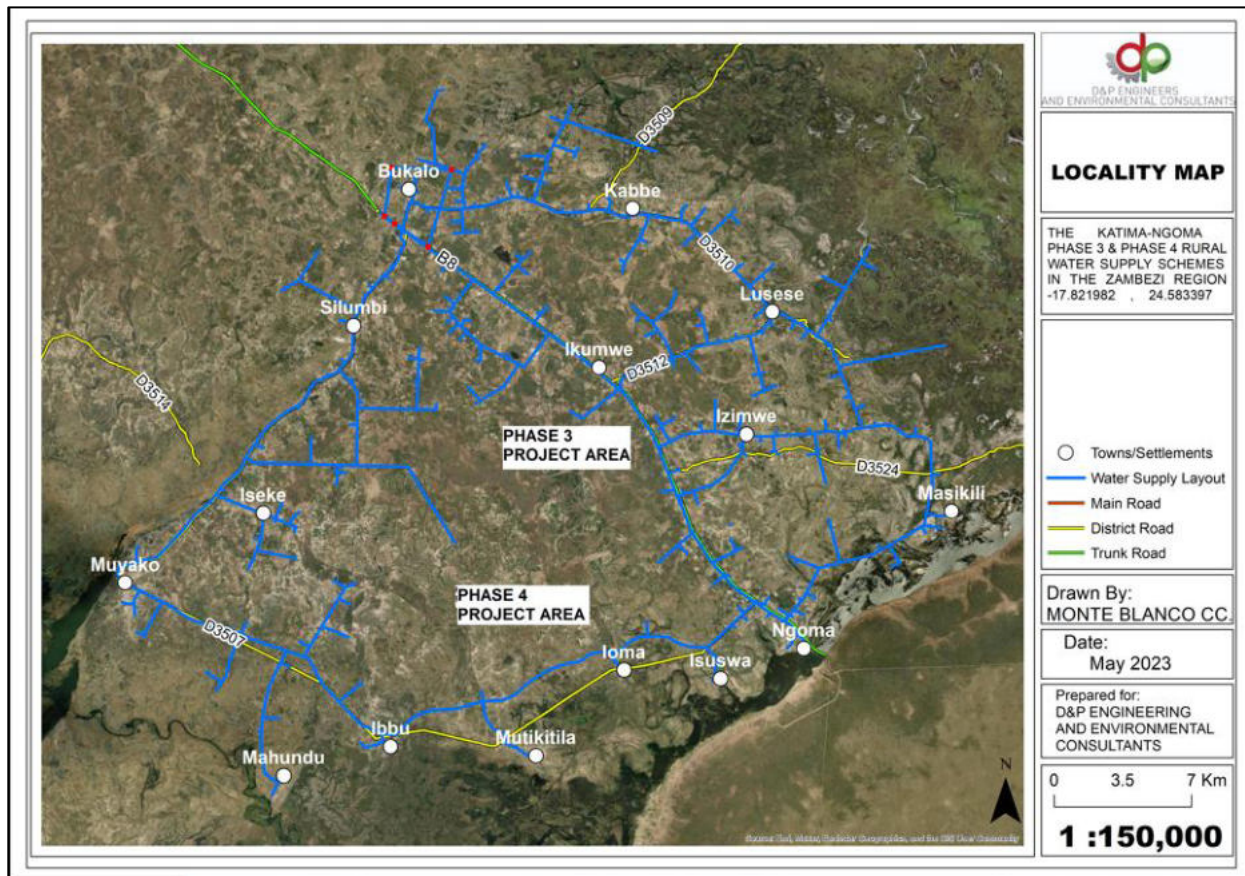 D3509
Bukalo
Kabbe
D3510
B8
Lusese
Silumbi
Ikumwe
D3512
D3514
Izimwe
PHASE 3
PROJECT AREA
D3524
Masikili
Iseke
Muyako
PHASE 4
PROJECT AREA
D3507
Ngoma
Ioma
Isuswa
Ibbu
Mutikitila
Mahundu
N
dp
D&P ENGINEERS
AND ENVIRONMENTAL CONSULTANTS
LOCALITY MAP
THE KATIMA-NGOMA
PHASE 3 & PHASE 4 RURAL
WATER SUPPLY SCHEMES
IN THE ZAMBEZI REGION
-17.821982 , 24.583397
Towns/Settlements
Water Supply Layout
Main Road
District Road
Trunk Road
Drawn By:
MONTE BLANCO CC.
Date:
May 2023
Prepared for:
D&P ENGINEERING
AND ENVIRONMENTAL
CONSULTANTS
0 3.5 7 Km
1 :150,000